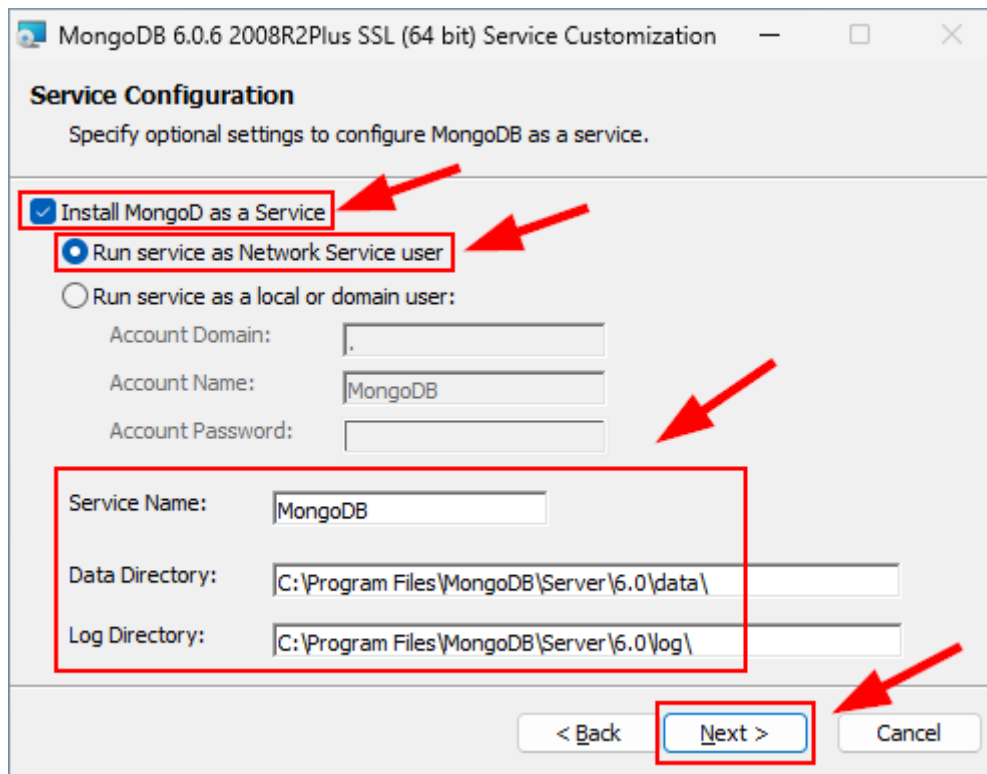 MongoDB 6.0.6 2008R2Plus SSL (64 bit) Service Customization
Service Configuration
Specify optional settings to configure MongoDB as a service.
Install MongoD as a Service
Run service as Network Service user
Run service as a local or domain user:
Account Domain: .
Account Name: MongoDB
Account Password:
Service Name: MongoDB
Data Directory: C:\Program Files\MongoDB\Server\6.0\data\
Log Directory: C:\Program Files\MongoDB\Server\6.0\log\
< Back Next > Cancel